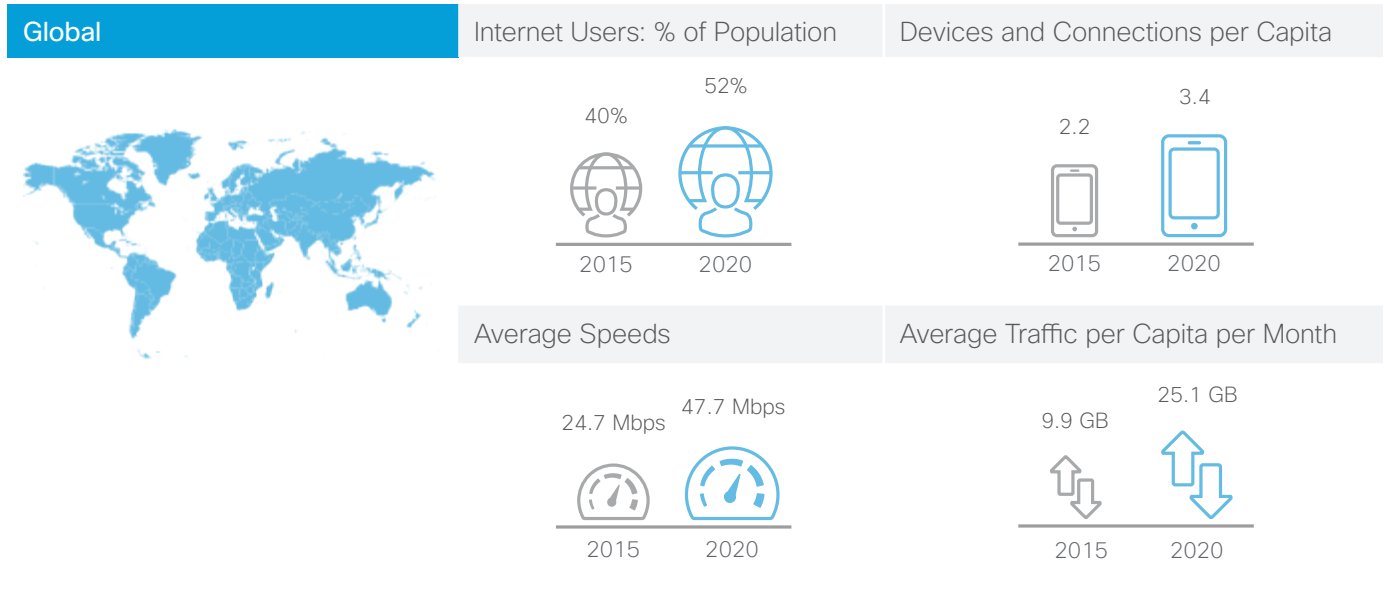 Global
Internet Users: % of Population
Devices and Connections per Capita
40%
52%
2015
2020
2.2
3.4
2015
2020
Average Speeds
Average Traffic per Capita per Month
24.7 Mbps
47.7 Mbps
2015
2020
9.9 GB
25.1 GB
2015
2020